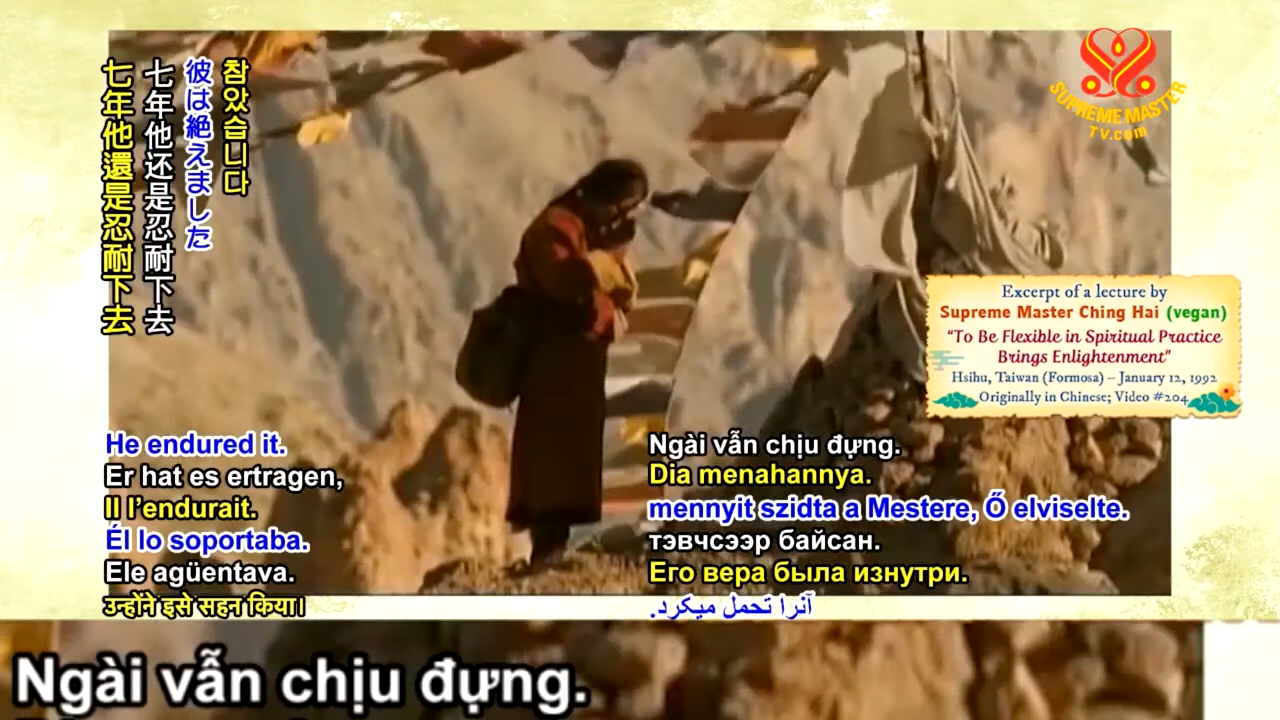 참았습니다
彼は絶えました
七年他还是忍耐下去
七年他還是忍耐下去
SUPREME MASTER
TV.com
Excerpt of a lecture by
Supreme Master Ching Hai (vegan)
“To Be Flexible in Spiritual Practice
Brings Enlightenment”
Hsihu, Taiwan (Formosa) – January 12, 1992
Originally in Chinese; Video #204
He endured it.
Er hat es ertragen,
Il l’endurait.
Él lo soportaba.
Ele agüentava.
उन्होंने इसे सहन किया।
Ngài vẫn chịu đựng.
Dia menahannya.
mennyit szidta a Mestere, Ő elviselte.
тэвчсээр байсан.
Его вера была изнутри.
آنرا تحمل میکرد.
Ngài vẫn chịu đựng.